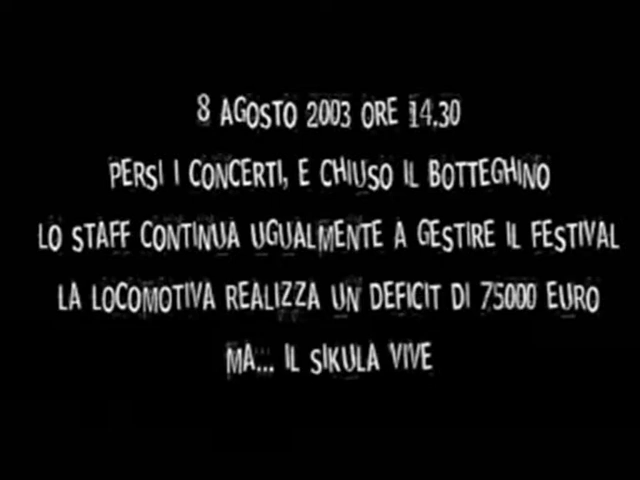 8 AGOSTO 2003 ORE 14.30
PERSI I CONCERTI, E CHIUSO IL BOTTEGHINO
LO STAFF CONTINUA UGUALMENTE A GESTIRE IL FESTIVAL
LA LOCOMOTIVA REALIZZA UN DEFICIT DI 75000 EURO
MA... IL SIKULA VIVE